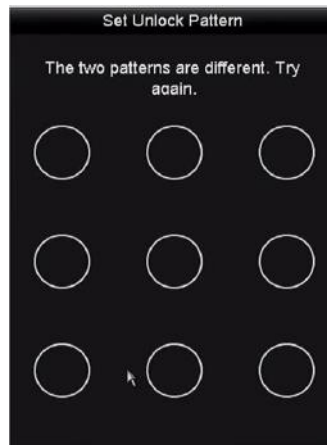 Set Unlock Pattern
The two patterns are different. Try
again.